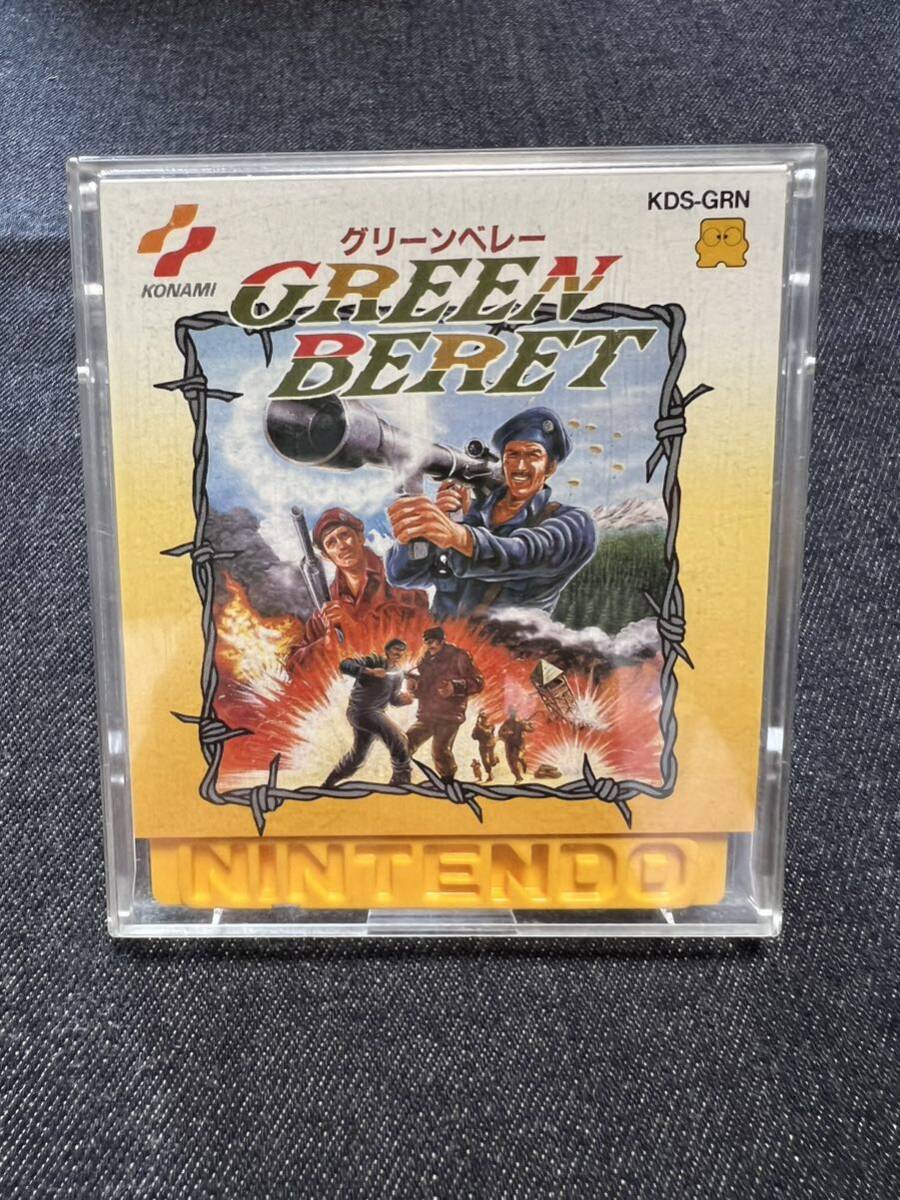 KDS-GRN
KONAMI
グリーンベレー
GREEN
BERET
NINTENDO